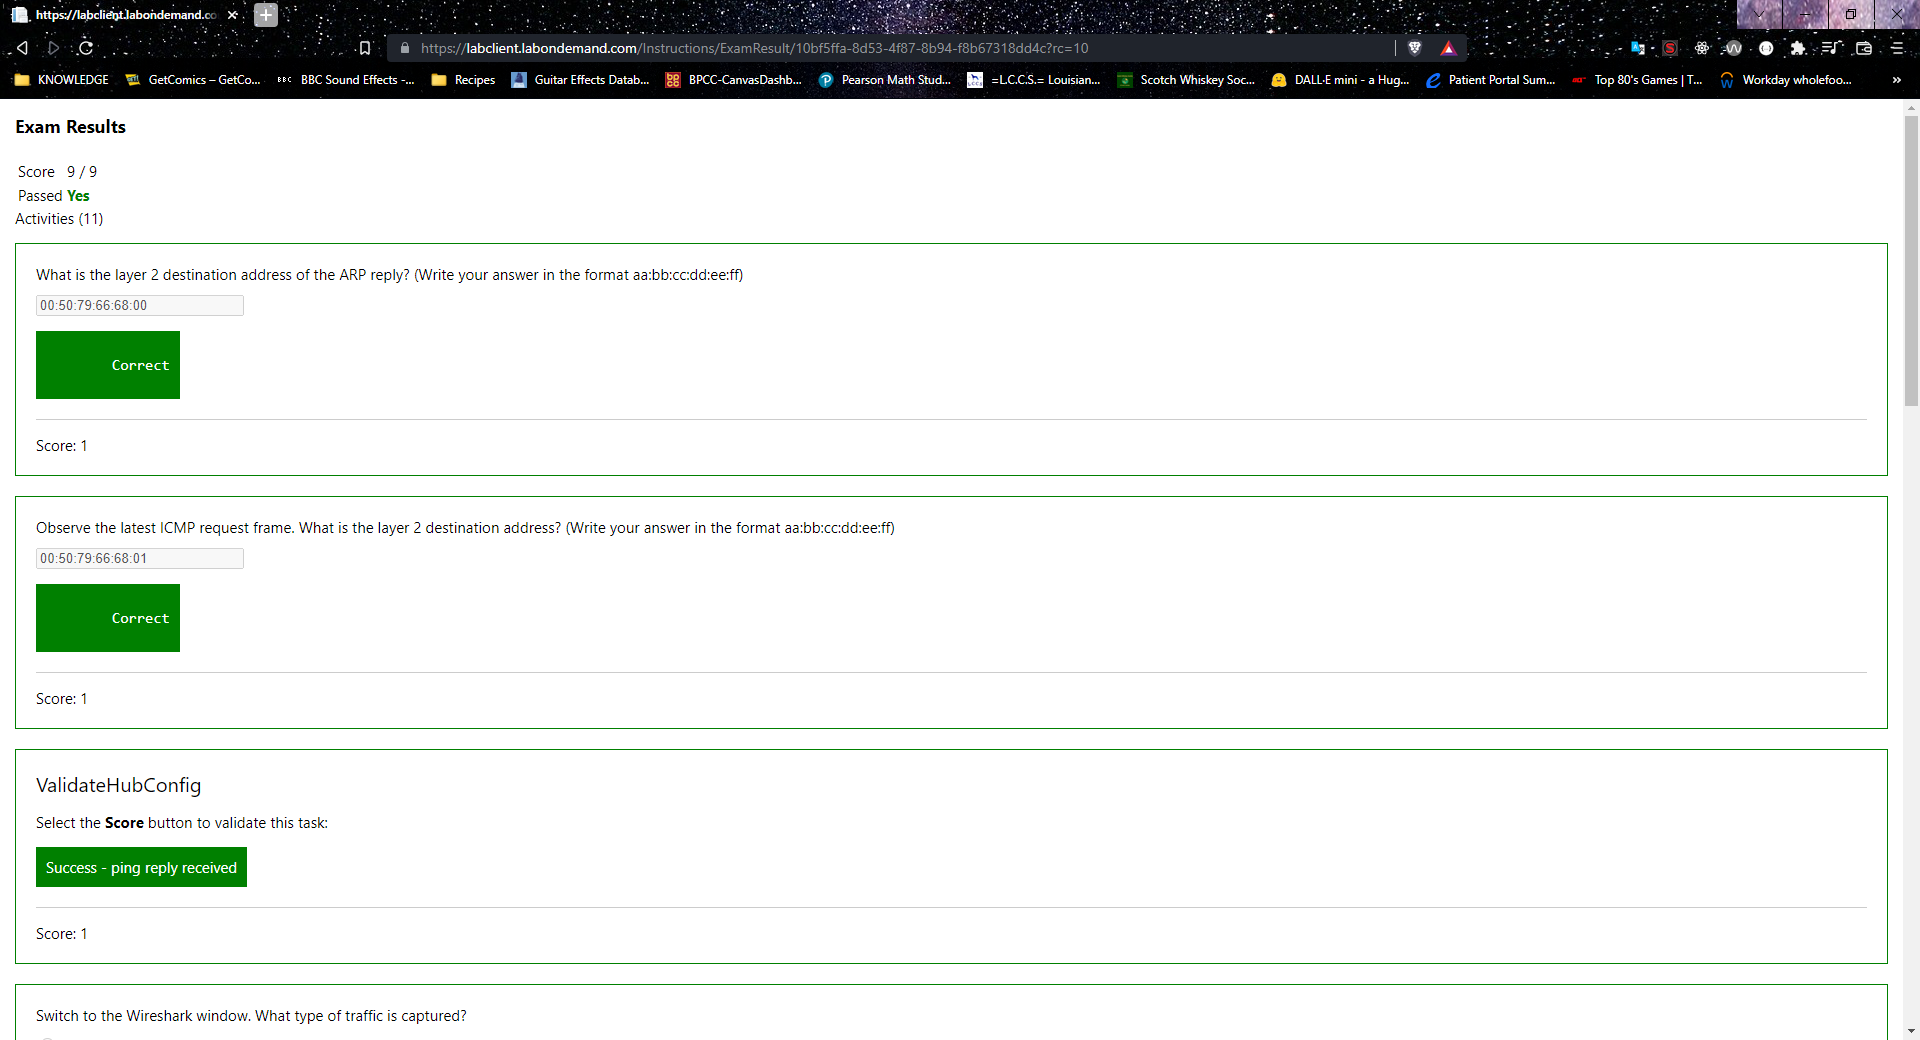 https://labclient.labondemand.co
https://labclient.labondemand.com/Instructions/ExamResult/10bf5ffa-8d53-4f87-8b94-f8b67318dd4c?rc=10
KNOWLEDGE GetComics – GetCo... BBC BBC Sound Effects -... Recipes Guitar Effects Datab... BPCC-CanvasDashb... Pearson Math Stud... =L.C.C.S.= Louisian... Scotch Whiskey Soc... DALL·E mini - a Hug... Patient Portal Sum... Top 80's Games | T... Workday wholefoo... »
Exam Results
Score 9 / 9
Passed Yes
Activities (11)
What is the layer 2 destination address of the ARP reply? (Write your answer in the format aa:bb:cc:dd:ee:ff)
00:50:79:66:68:00
Correct
Score: 1
Observe the latest ICMP request frame. What is the layer 2 destination address? (Write your answer in the format aa:bb:cc:dd:ee:ff)
00:50:79:66:68:01
Correct
Score: 1
ValidateHubConfig
Select the Score button to validate this task:
Success - ping reply received
Score: 1
Switch to the Wireshark window. What type of traffic is captured?